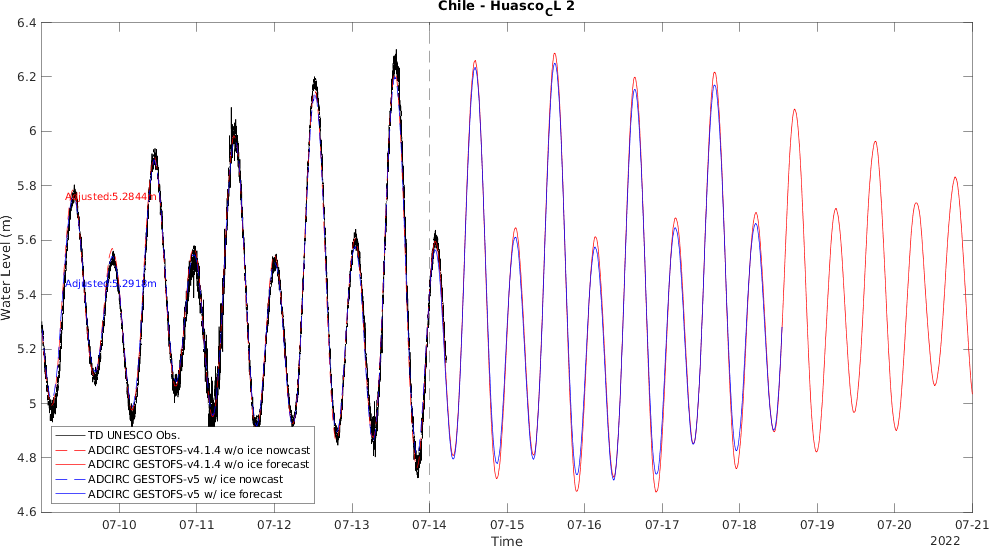 Chile - HuascoCL 2
6.4
6.2
6
5.8
5.6
5.4
5.2
5
4.8
4.6
Water Level (m)
Adjusted:5.2844m
Adjusted:5.2918m
TD UNESCO Obs.
ADCIRC GESTOFS-v4.1.4 w/o ice nowcast
ADCIRC GESTOFS-v4.1.4 w/o ice forecast
ADCIRC GESTOFS-v5 w/ ice nowcast
ADCIRC GESTOFS-v5 w/ ice forecast
07-10 07-11 07-12 07-13 07-14 07-15 07-16 07-17 07-18 07-19 07-20 07-21
Time
2022